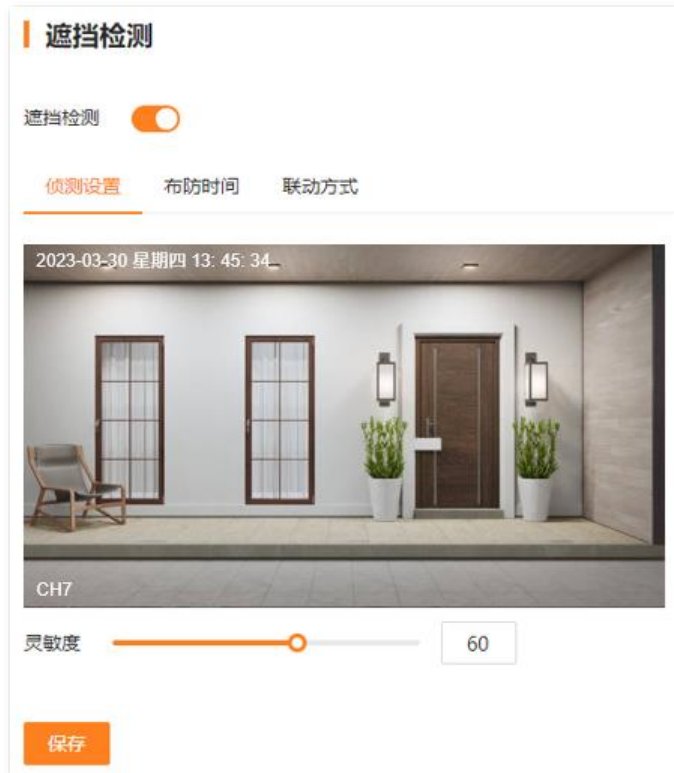 遮挡检测
遮挡检测
侦测设置 布防时间 联动方式
2023-03-30 星期四 13: 45: 34
CH7
灵敏度 60
保存